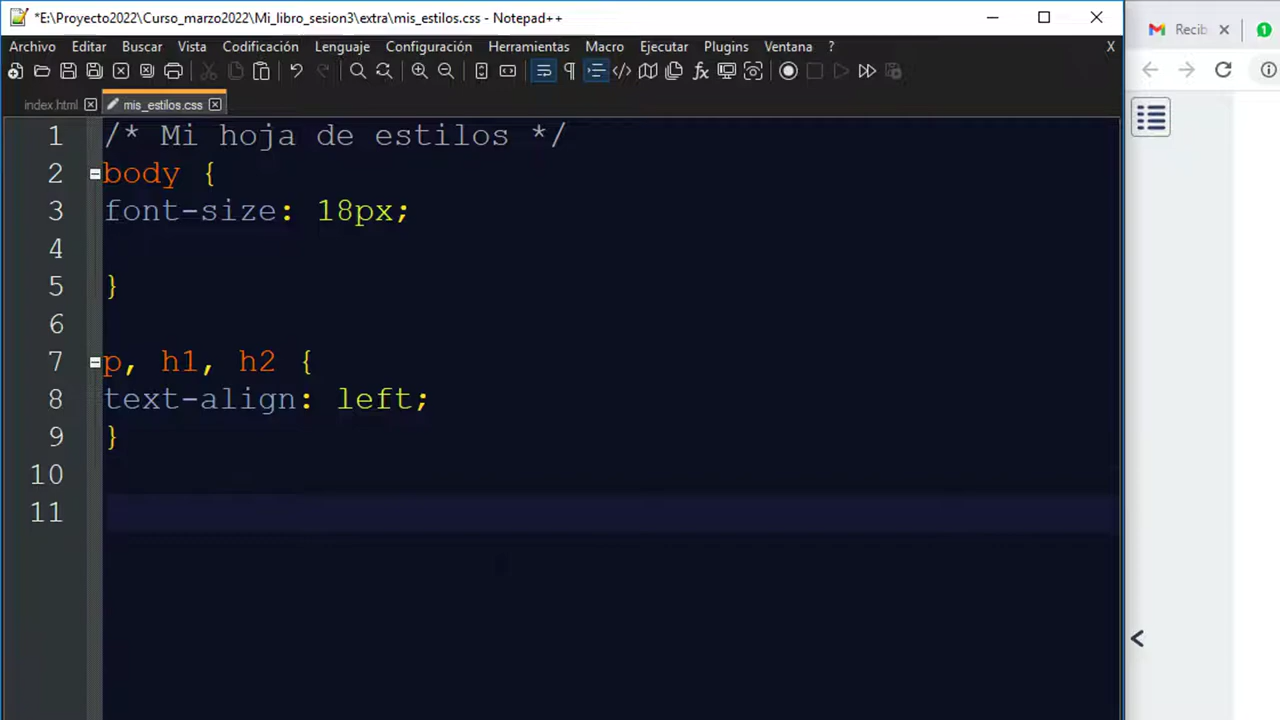 *E:\Proyecto2022\Curso_marzo2022\Mi_libro_sesion3\extra\mis_estilos.css - Notepad++
Archivo Editar Buscar Vista Codificación Lenguaje Configuración Herramientas Macro Ejecutar Plugins Ventana ? X
index.html mis_estilos.css
1 /* Mi hoja de estilos */
2 body {
3 font-size: 18px;
4
5 }
6
7 p, h1, h2 {
8 text-align: left;
9 }
10
11
Recib
1